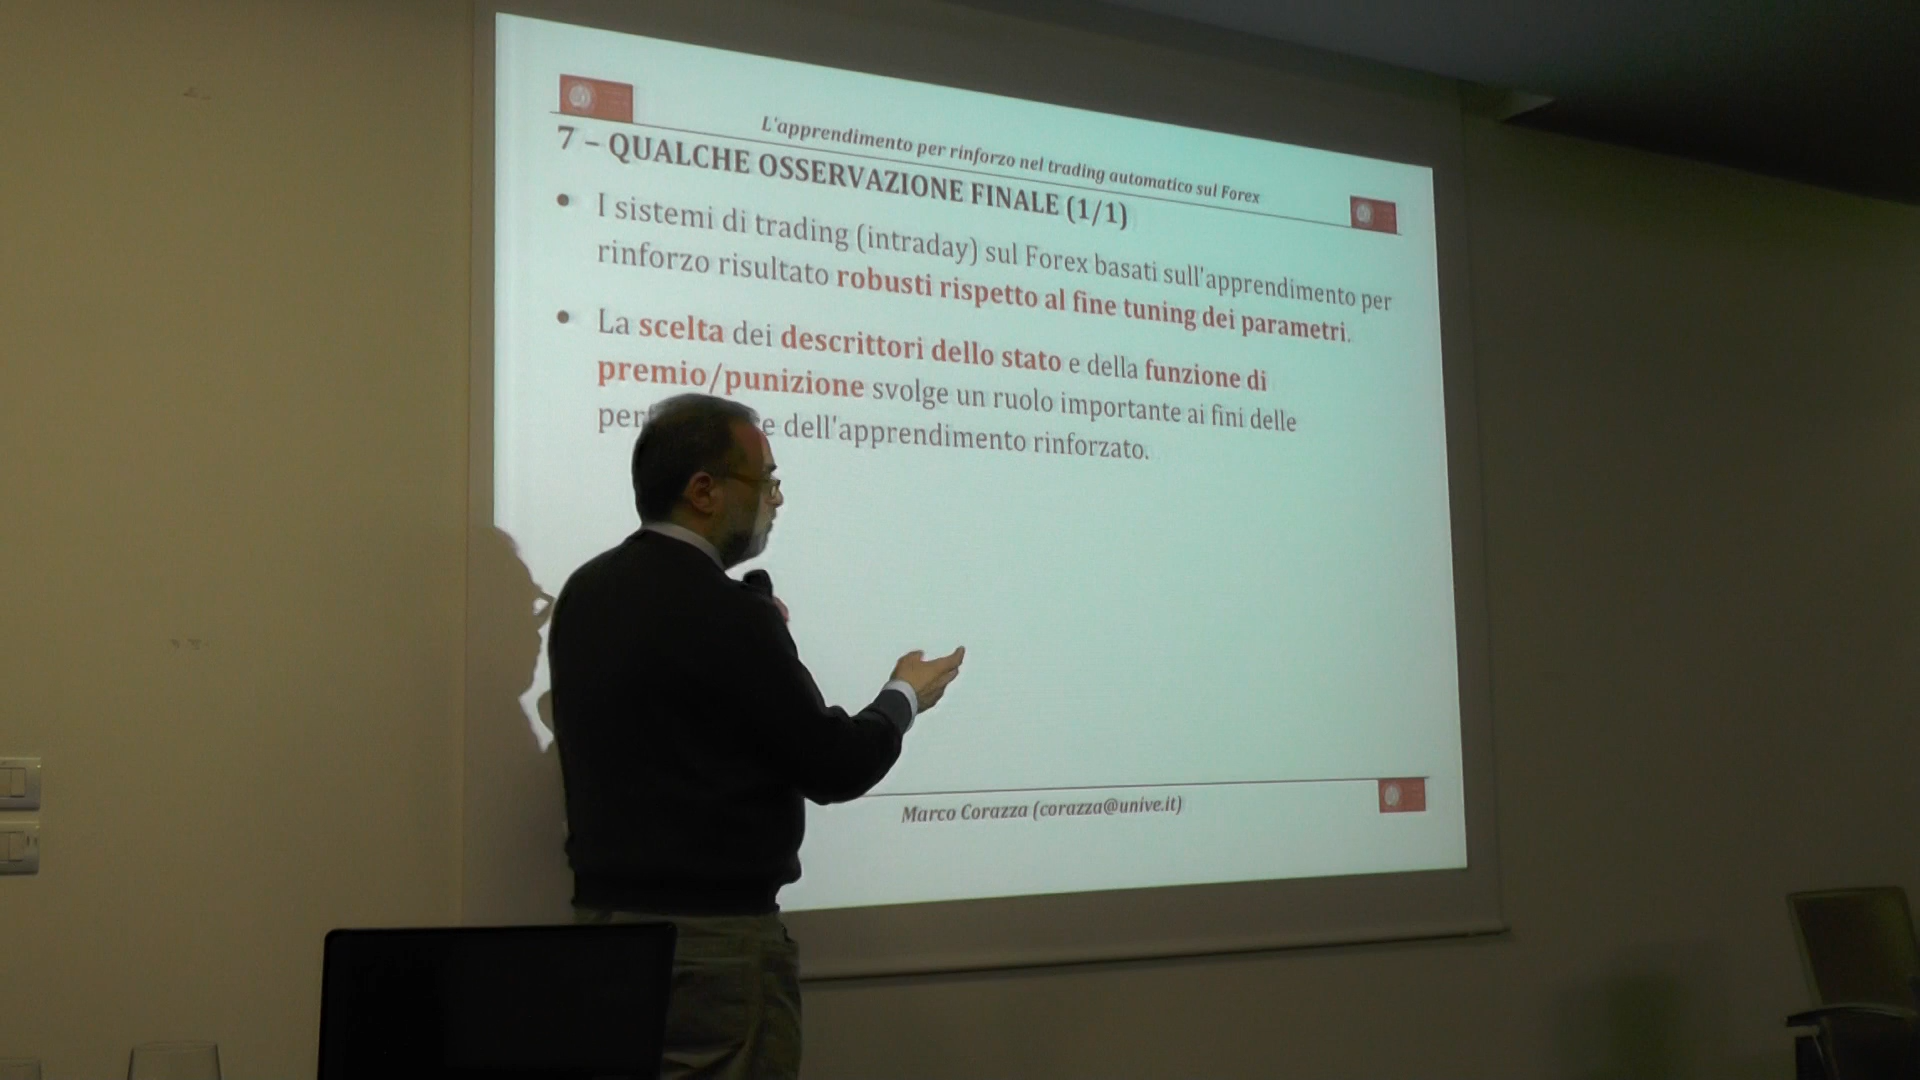 L'apprendimento per rinforzo nel trading automatico sul Forex
7 – QUALCHE OSSERVAZIONE FINALE (1/1)
• I sistemi di trading (intraday) sul Forex basati sull'apprendimento per
rinforzo risultato robusti rispetto al fine tuning dei parametri.
• La scelta dei descrittori dello stato e della funzione di
premio/punizione svolge un ruolo importante ai fini delle
per e dell'apprendimento rinforzato.
Marco Corazza (corazza@unive.it)